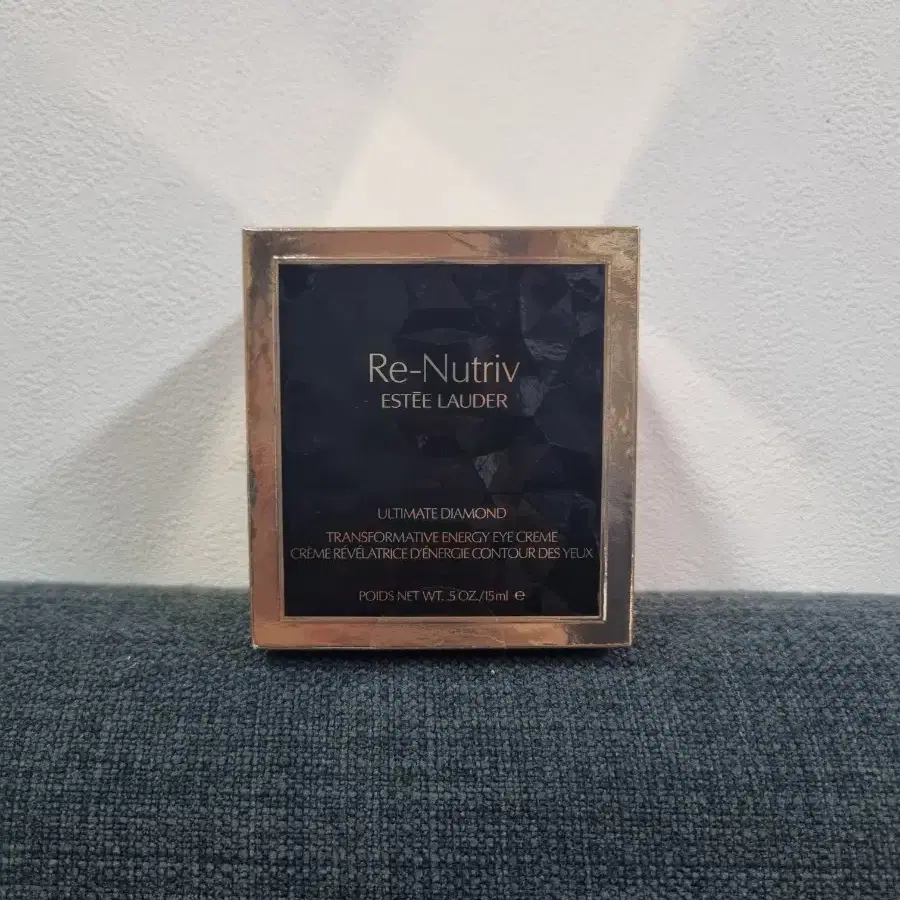 Re-Nutriv
ESTĒE LAUDER
ULTIMATE DIAMOND
TRANSFORMATIVE ENERGY EYE CREME
CRÈME RÉVÉLATRICE D'ÉNERGIE CONTOUR DES YEUX
POIDS NET WT. .5 OZ./15ml ℮